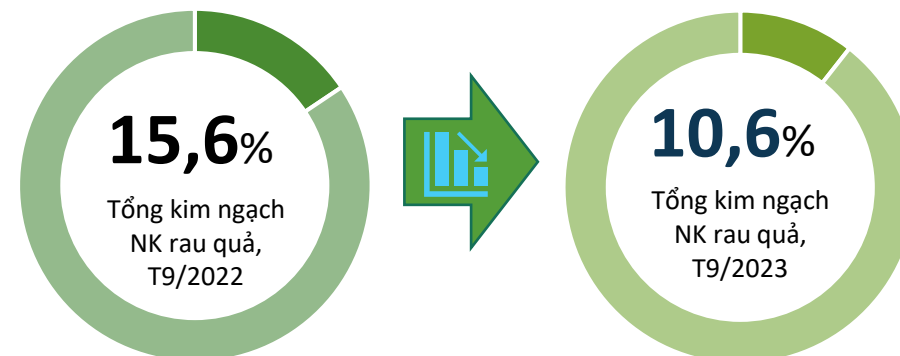 15,6%
Tổng kim ngạch
NK rau quả,
T9/2022
10,6%
Tổng kim ngạch
NK rau quả,
T9/2023